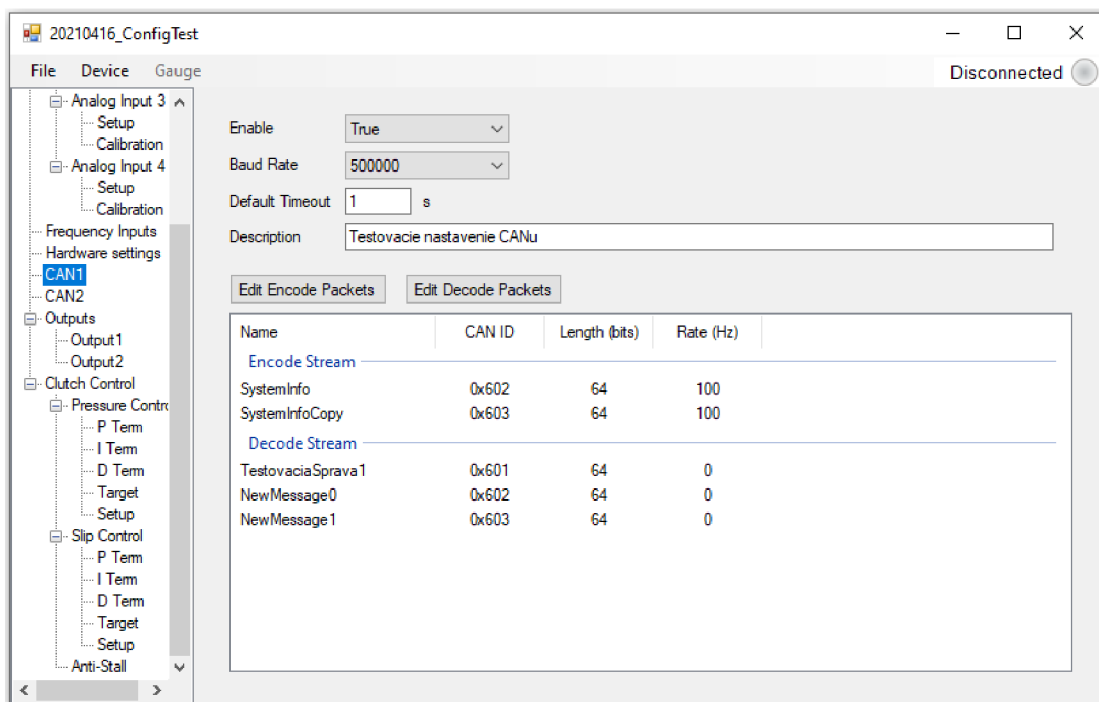 20210416_ConfigTest
File Device Gauge
Disconnected
Analog Input 3
Setup
Calibration
Analog Input 4
Setup
Calibration
Frequency Inputs
Hardware settings
CAN1
CAN2
Outputs
Output1
Output2
Clutch Control
Pressure Contro
P Term
I Term
D Term
Target
Setup
Slip Control
P Term
I Term
D Term
Target
Setup
Anti-Stall
Enable True
Baud Rate 500000
Default Timeout 1 s
Description Testovacie nastavenie CANu
Edit Encode Packets Edit Decode Packets
Name CAN ID Length (bits) Rate (Hz)
Encode Stream
SystemInfo 0x602 64 100
SystemInfoCopy 0x603 64 100
Decode Stream
TestovaciaSprava1 0x601 64 0
NewMessage0 0x602 64 0
NewMessage1 0x603 64 0